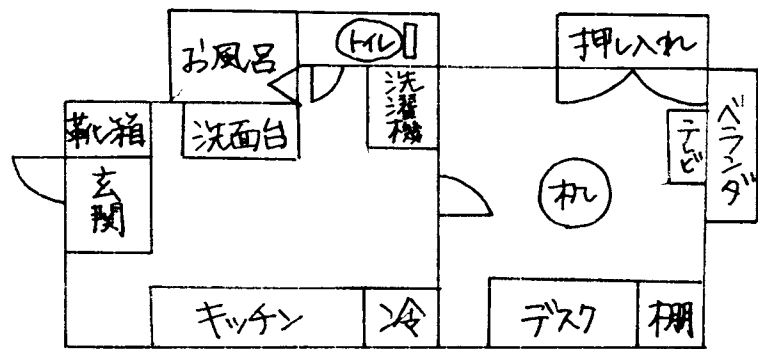 お風呂
トイレ
押し入れ
靴箱
洗面台
洗濯機
テレビ
ベランダ
玄関
机
キッチン
冷
デスク
棚